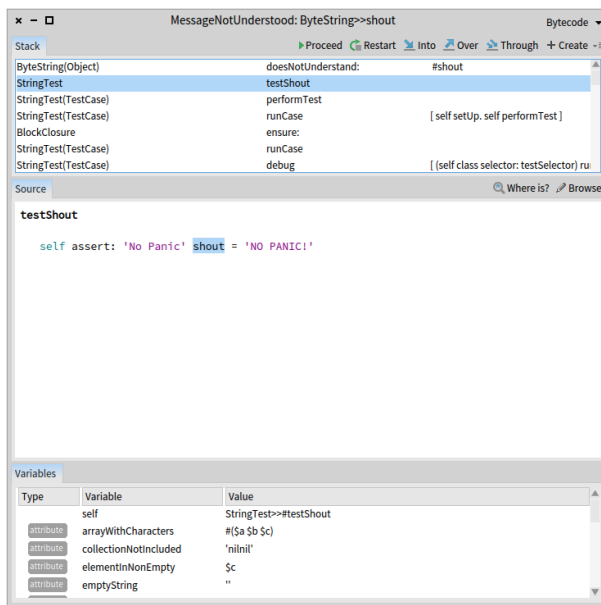 MessageNotUnderstood: ByteString>>shout Bytecode
Stack Proceed Restart Into Over Through + Create
ByteString(Object) doesNotUnderstand: #shout
StringTest testShout
StringTest(TestCase) performTest
StringTest(TestCase) runCase [ self setUp. self performTest ]
BlockClosure ensure:
StringTest(TestCase) runCase
StringTest(TestCase) debug [ (self class selector: testSelector) ru
Source Where is? Browse
testShout
self assert: 'No Panic' shout = 'NO PANIC!'
Variables
Type Variable Value
self StringTest>>#testShout
attribute arrayWithCharacters #($a $b $c)
attribute collectionNotIncluded 'nilnil'
attribute elementInNonEmpty $c
attribute emptyString ''